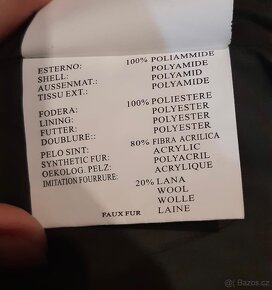 ESTERNO: 100% POLIAMMIDE
SHELL: POLYAMIDE
AUSSENMAT.: POLYAMID
TISSU EXT.: POLYAMIDE
FODERA: 100% POLIESTERE
LINING: POLYESTER
FUTTER: POLYESTER
DOUBLURE:: POLYESTER
PELO SINT: 80% FIBRA ACRILICA
SYNTHETIC FUR: ACRYLIC
OEKOLOG. PELZ: POLYACRIL
IMITATION FOURRURE: ACRYLIQUE
20% LANA
WOOL
WOLLE
FAUX FUR LAINE
bazos.cz